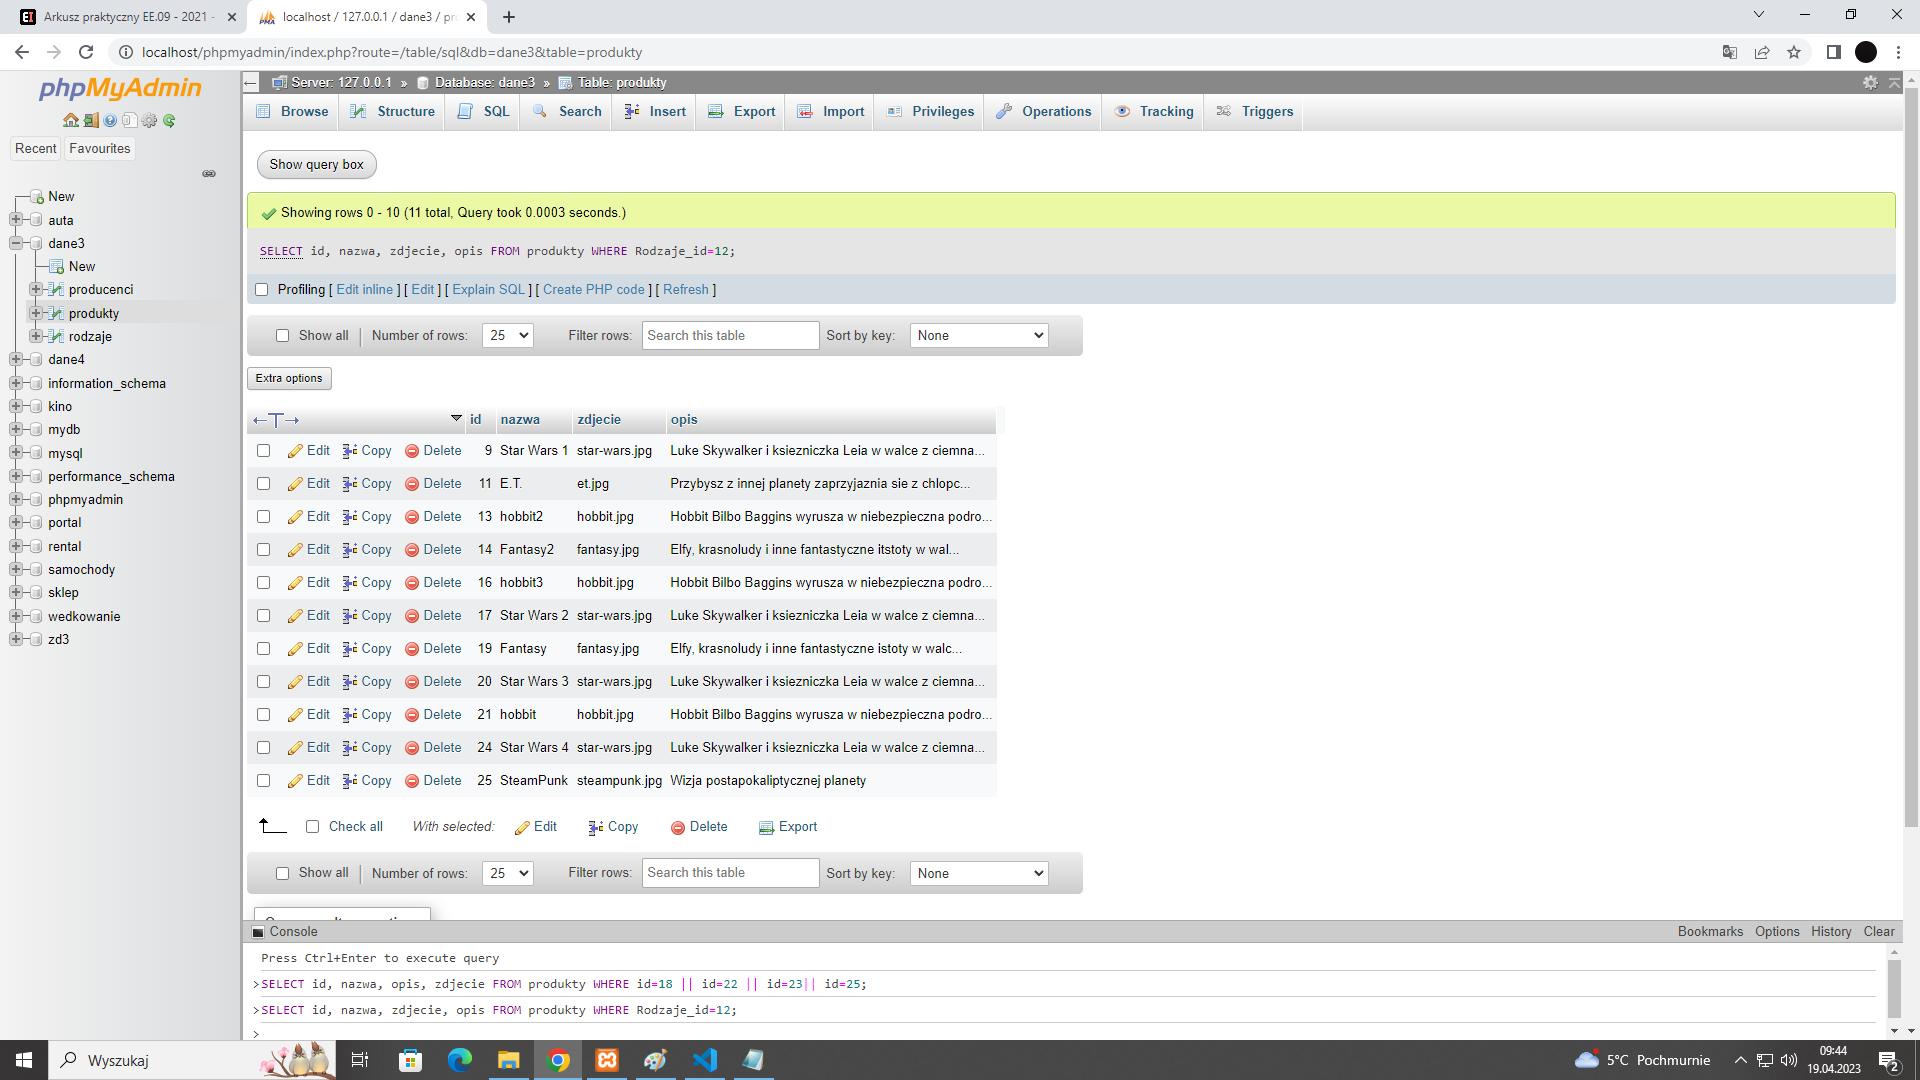 Arkusz praktyczny EE.09 - 2021 -
localhost / 127.0.0.1 / dane3 / pr
localhost/phpmyadmin/index.php?route=/table/sql&db=dane3&table=produkty
phpMyAdmin
Recent
Favourites
New
auta
dane3
New
producenci
produkty
rodzaje
dane4
information_schema
kino
mydb
mysql
performance_schema
phpmyadmin
portal
rental
samochody
sklep
wedkowanie
zd3
Server: 127.0.0.1 » Database: dane3 » Table: produkty
Browse Structure SQL Search Insert Export Import Privileges Operations Tracking Triggers
Show query box
Showing rows 0 - 10 (11 total, Query took 0.0003 seconds.)
SELECT id, nazwa, zdjecie, opis FROM produkty WHERE Rodzaje_id=12;
Profiling [ Edit inline ] [ Edit ] [ Explain SQL ] [ Create PHP code ] [ Refresh ]
Show all Number of rows: 25 Filter rows: Search this table Sort by key: None
Extra options
←T→ id nazwa zdjecie opis
Edit Copy Delete 9 Star Wars 1 star-wars.jpg Luke Skywalker i ksiezniczka Leia w walce z ciemna...
Edit Copy Delete 11 E.T. et.jpg Przybysz z innej planety zaprzyjaznia sie z chlopc...
Edit Copy Delete 13 hobbit2 hobbit.jpg Hobbit Bilbo Baggins wyrusza w niebezpieczna podro...
Edit Copy Delete 14 Fantasy2 fantasy.jpg Elfy, krasnoludy i inne fantastyczne itstoty w wal...
Edit Copy Delete 16 hobbit3 hobbit.jpg Hobbit Bilbo Baggins wyrusza w niebezpieczna podro...
Edit Copy Delete 17 Star Wars 2 star-wars.jpg Luke Skywalker i ksiezniczka Leia w walce z ciemna...
Edit Copy Delete 19 Fantasy fantasy.jpg Elfy, krasnoludy i inne fantastyczne istoty w walc...
Edit Copy Delete 20 Star Wars 3 star-wars.jpg Luke Skywalker i ksiezniczka Leia w walce z ciemna...
Edit Copy Delete 21 hobbit hobbit.jpg Hobbit Bilbo Baggins wyrusza w niebezpieczna podro...
Edit Copy Delete 24 Star Wars 4 star-wars.jpg Luke Skywalker i ksiezniczka Leia w walce z ciemna...
Edit Copy Delete 25 SteamPunk steampunk.jpg Wizja postapokaliptycznej planety
Check all With selected: Edit Copy Delete Export
Show all Number of rows: 25 Filter rows: Search this table Sort by key: None
Console Bookmarks Options History Clear
Press Ctrl+Enter to execute query
>SELECT id, nazwa, opis, zdjecie FROM produkty WHERE id=18 || id=22 || id=23|| id=25;
>SELECT id, nazwa, zdjecie, opis FROM produkty WHERE Rodzaje_id=12;
>
Wyszukaj
5°C Pochmurnie
09:44
19.04.2023
2